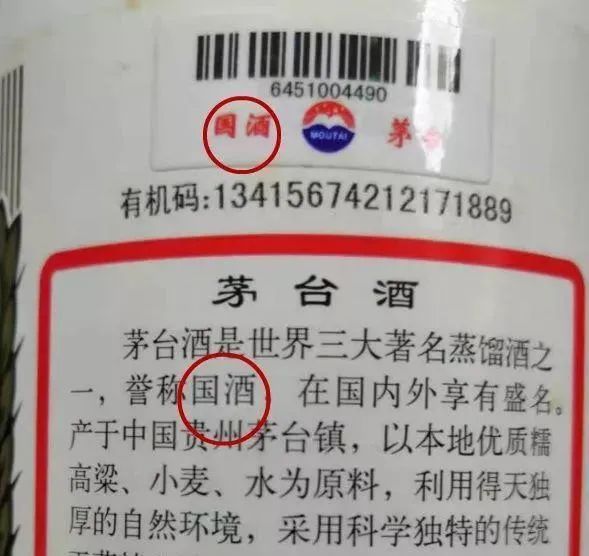 6451004490
国酒 MOUTAI 茅台
有机码:13415674212171889
茅台酒
茅台酒是世界三大著名蒸馏酒之
一，誉称国酒，在国内外享有盛名。
产于中国贵州茅台镇，以本地优质糯
高粱、小麦、水为原料，利用得天独
厚的自然环境，采用科学独特的传统